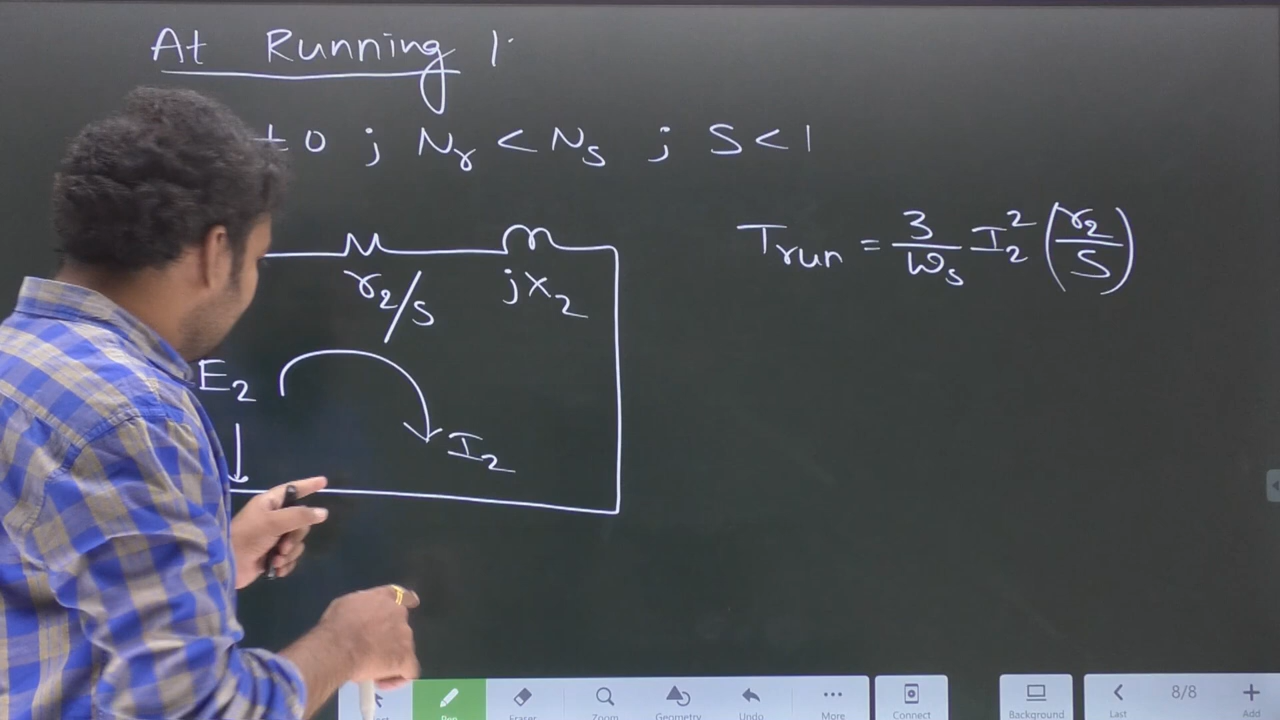 At Running
≠ 0 ; Nr < Ns ; S < 1
Trun = 3/ωs I₂² (r₂/S)
r₂/s
jx₂
E₂
I₂
Pen
Eraser
Zoom
Geometry
Undo
More
Connect
Background
Last
8/8
Add